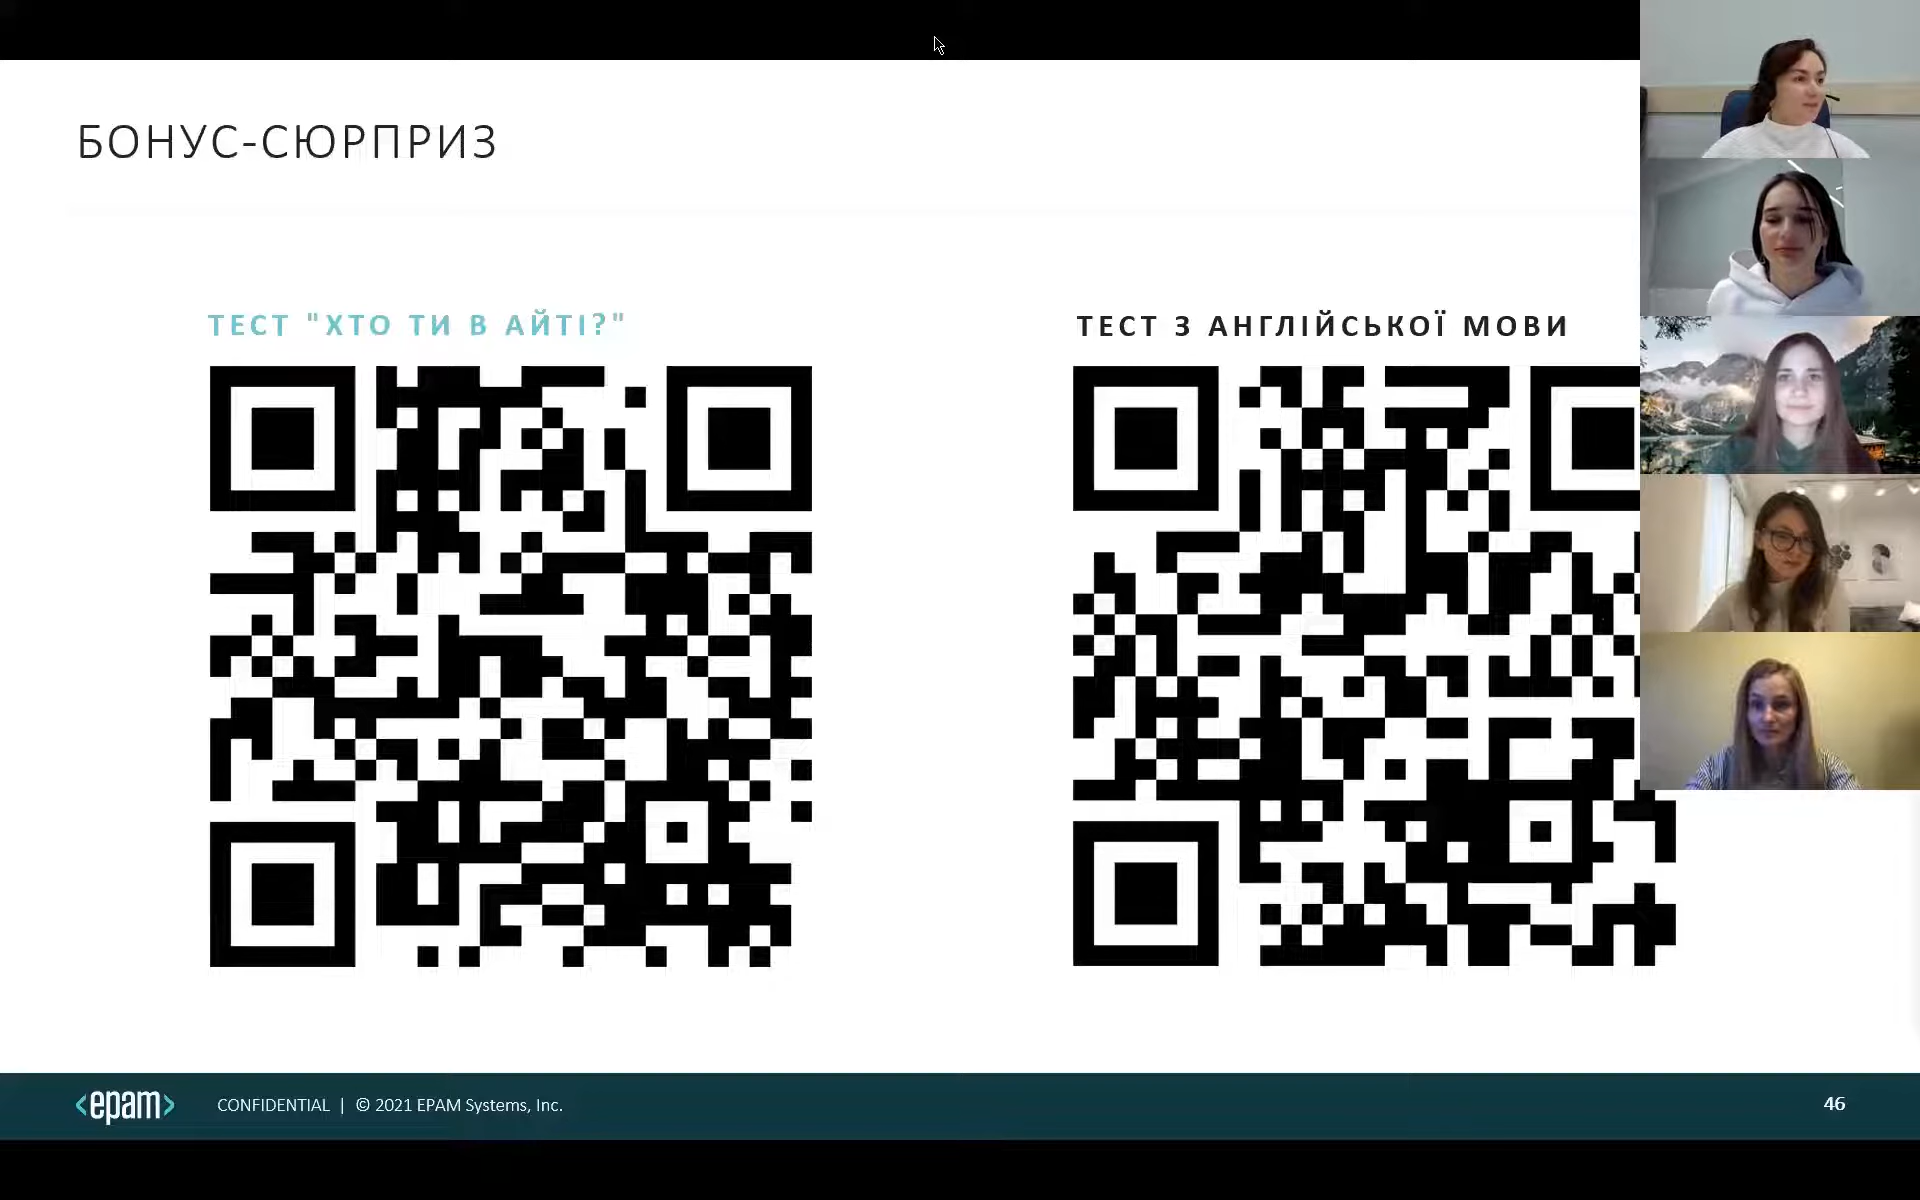 БОНУС-СЮРПРИЗ
ТЕСТ "ХТО ТИ В АЙТІ?"
ТЕСТ З АНГЛІЙСЬКОЇ МОВИ
<epam> CONFIDENTIAL | © 2021 EPAM Systems, Inc. 46